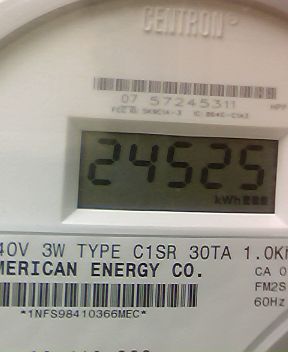 CENTRON
07 57245311
24525
kWh
40V 3W TYPE C1SR 30TA 1.0K
MERICAN ENERGY CO.
CA 0
FM2S
60Hz
*1NFS98410366MEC*